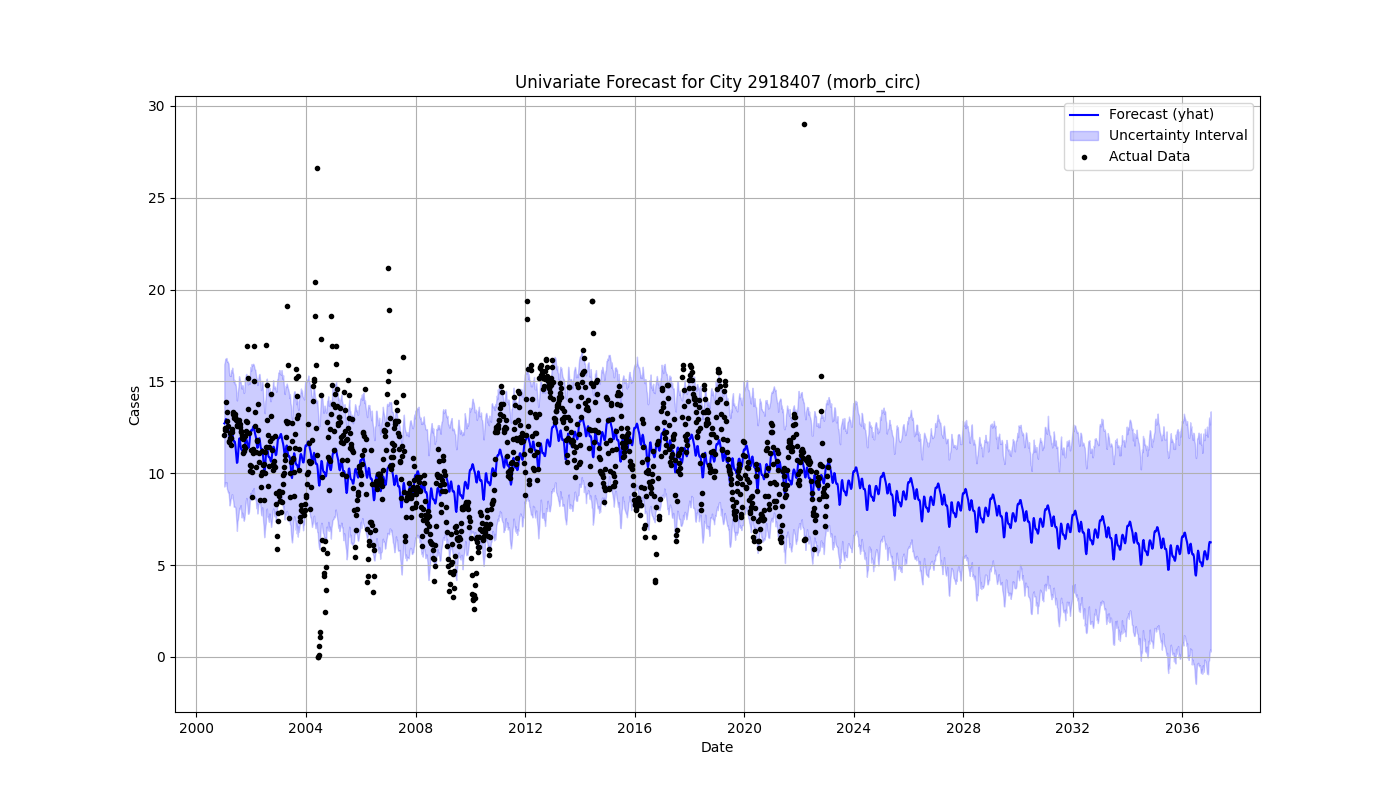 Univariate Forecast for City 2918407 (morb_circ)
Forecast (yhat)
Uncertainty Interval
Actual Data
30
25
20
15
10
5
0
Cases
2000 2004 2008 2012 2016 2020 2024 2028 2032 2036
Date